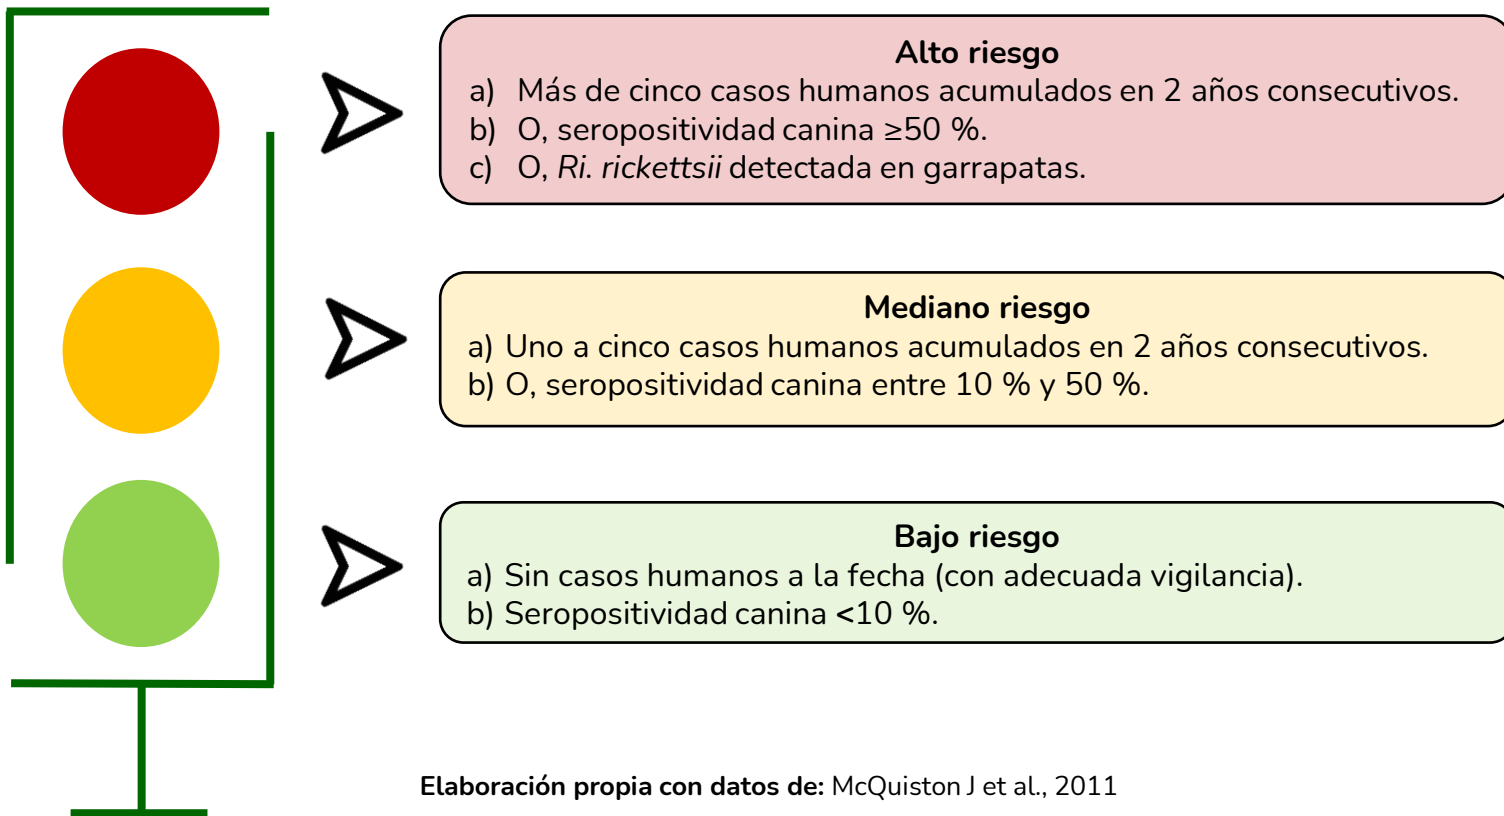 Alto riesgo
a) Más de cinco casos humanos acumulados en 2 años consecutivos.
b) O, seropositividad canina ≥50 %.
c) O, Ri. rickettsii detectada en garrapatas.
Mediano riesgo
a) Uno a cinco casos humanos acumulados en 2 años consecutivos.
b) O, seropositividad canina entre 10 % y 50 %.
Bajo riesgo
a) Sin casos humanos a la fecha (con adecuada vigilancia).
b) Seropositividad canina <10 %.
Elaboración propia con datos de: McQuiston J et al., 2011